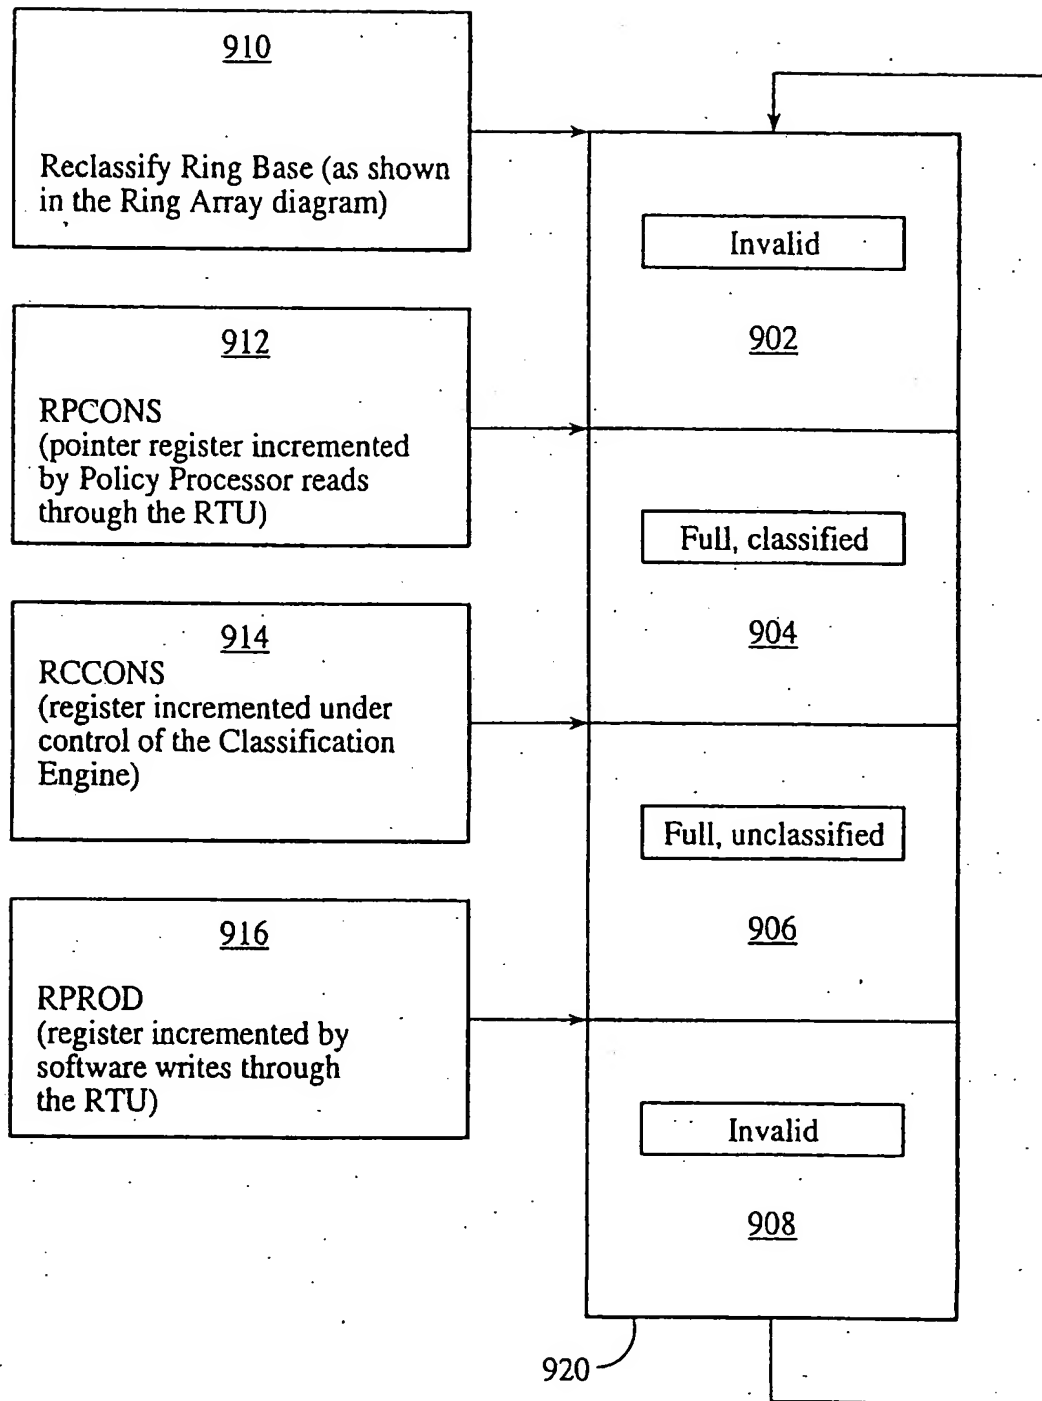 910
Reclassify Ring Base (as shown
in the Ring Array diagram)
Invalid
902
912
RPCONS
(pointer register incremented
by Policy Processor reads
through the RTU)
Full, classified
904
914
RCCONS
(register incremented under
control of the Classification
Engine)
Full, unclassified
906
916
RPROD
(register incremented by
software writes through
the RTU)
Invalid
908
920